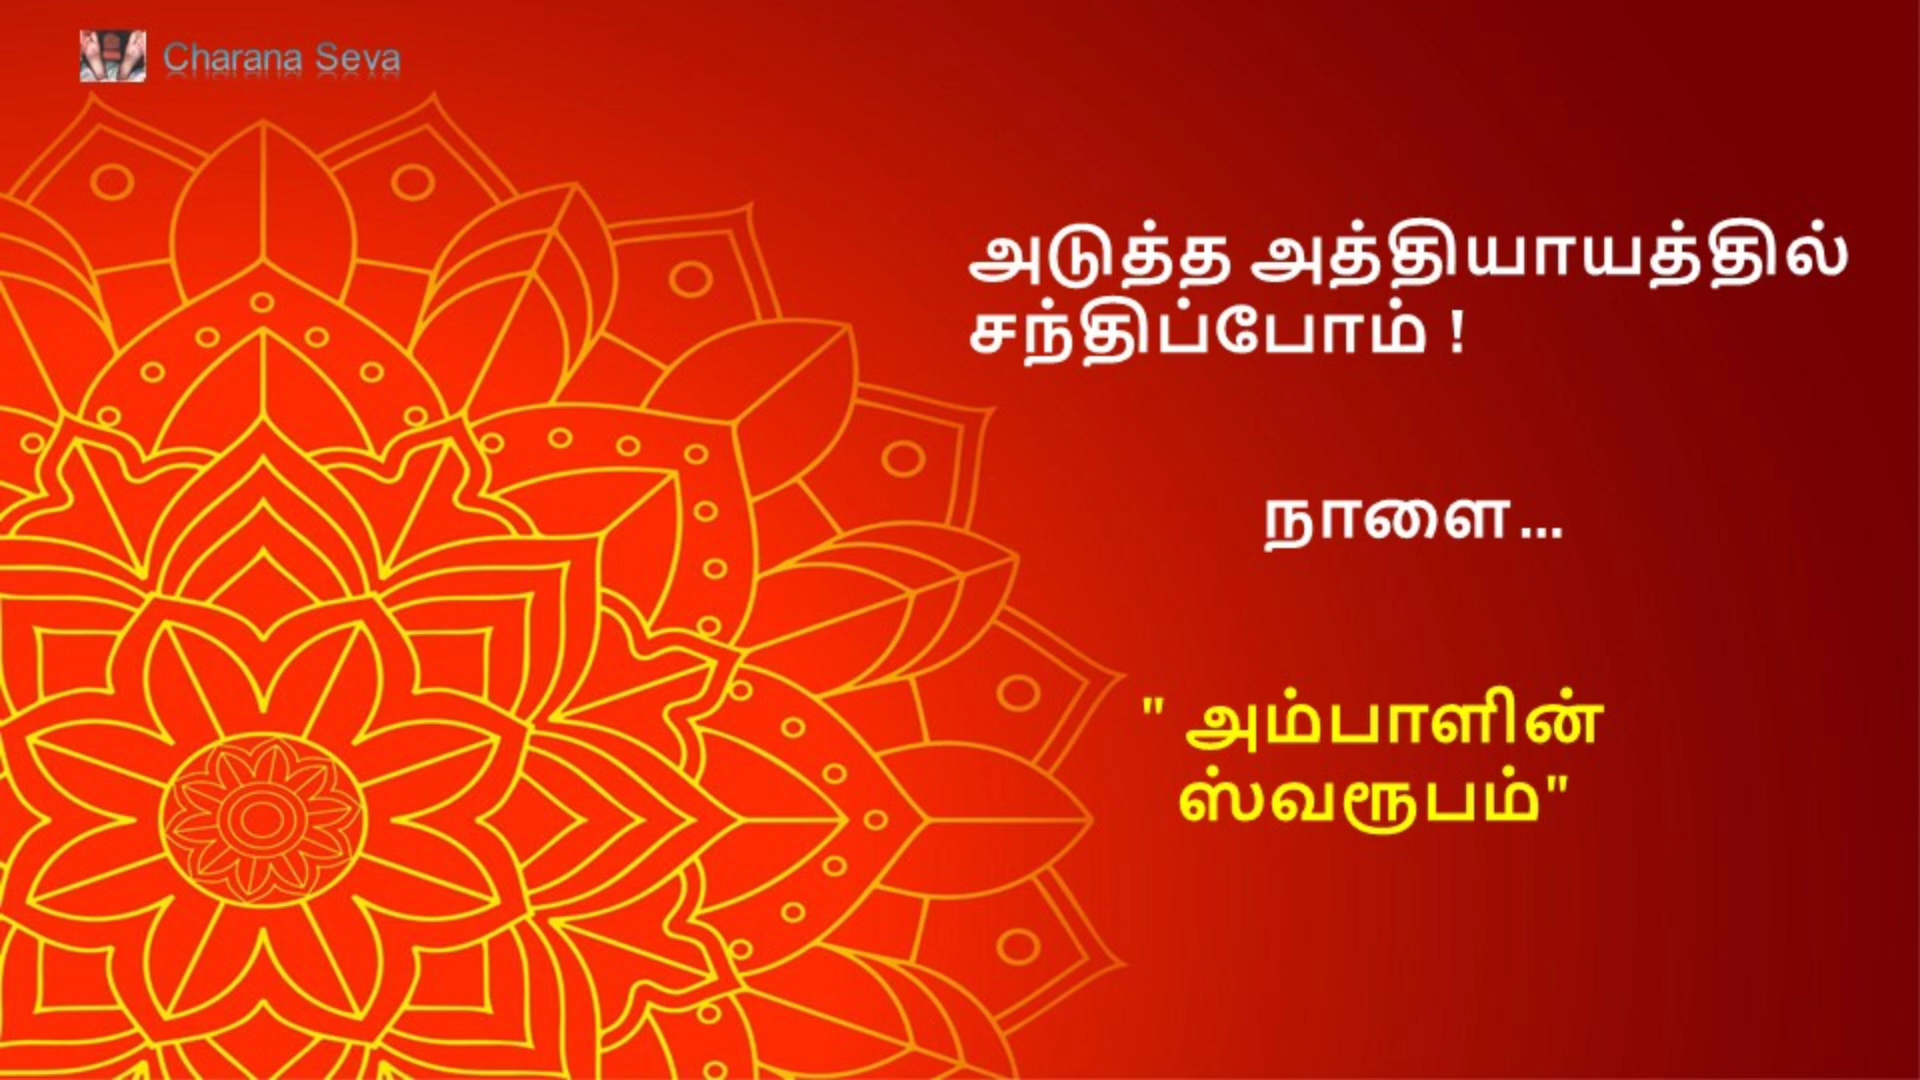 Charana Seva
அடுத்த அத்தியாயத்தில்
சந்திப்போம் !
நாளை...
" அம்பாளின்
ஸ்வரூபம்"